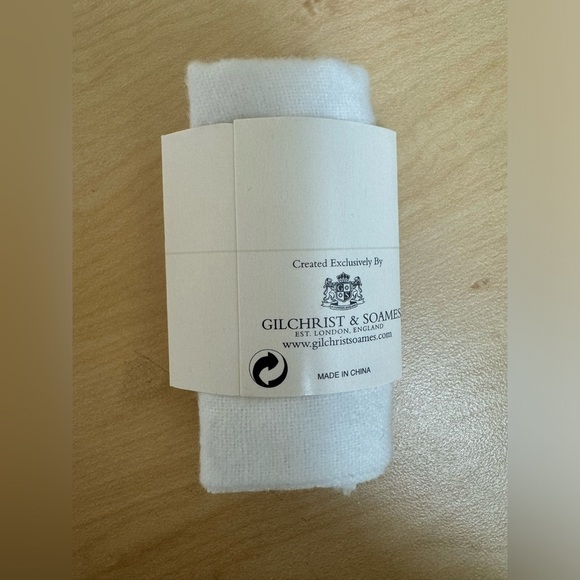 Created Exclusively By
GILCHRIST & SOAMES
EST. LONDON, ENGLAND
www.gilchristsoames.com
MADE IN CHINA